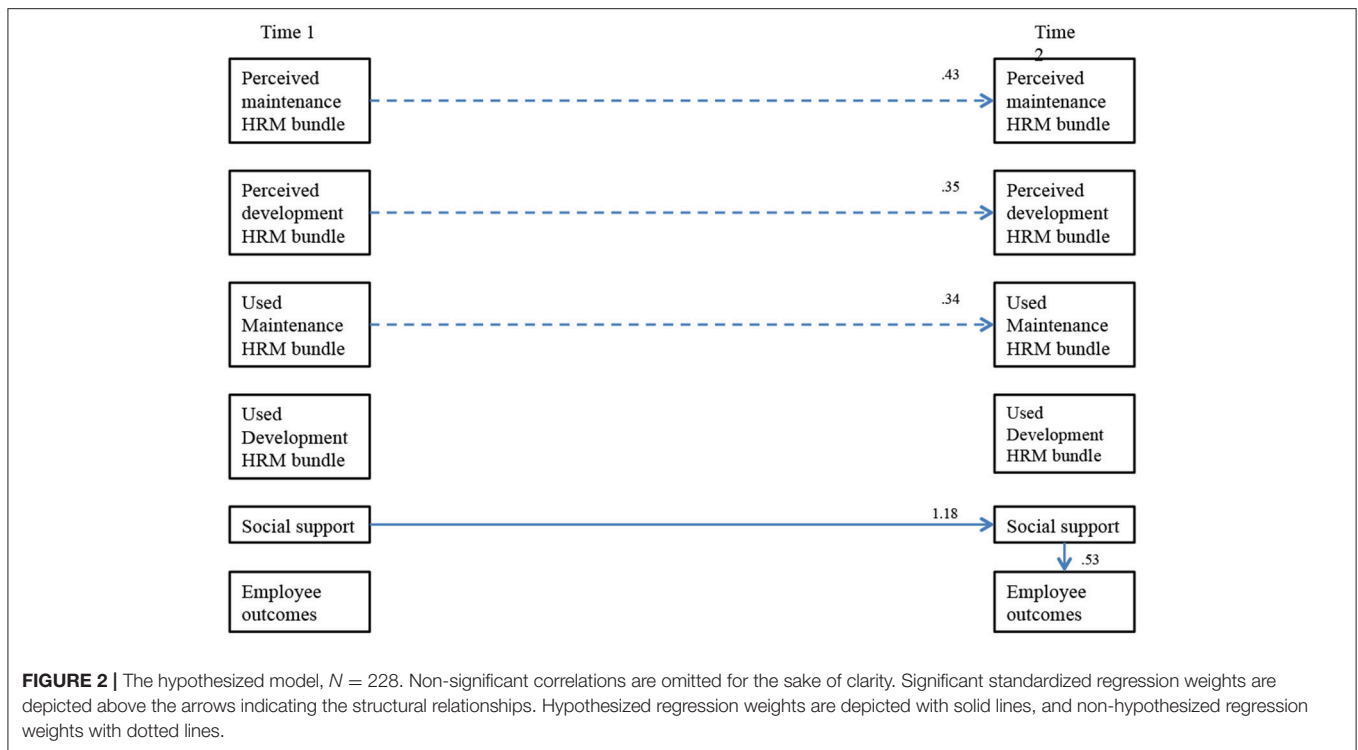 Time 1
Time
2
Perceived
maintenance
HRM bundle
.43
Perceived
maintenance
HRM bundle
Perceived
development
HRM bundle
.35
Perceived
development
HRM bundle
Used
Maintenance
HRM bundle
.34
Used
Maintenance
HRM bundle
Used
Development
HRM bundle
Used
Development
HRM bundle
Social support
1.18
Social support
.53
Employee
outcomes
Employee
outcomes
FIGURE 2 | The hypothesized model, N = 228. Non-significant correlations are omitted for the sake of clarity. Significant standardized regression weights are
depicted above the arrows indicating the structural relationships. Hypothesized regression weights are depicted with solid lines, and non-hypothesized regression
weights with dotted lines.